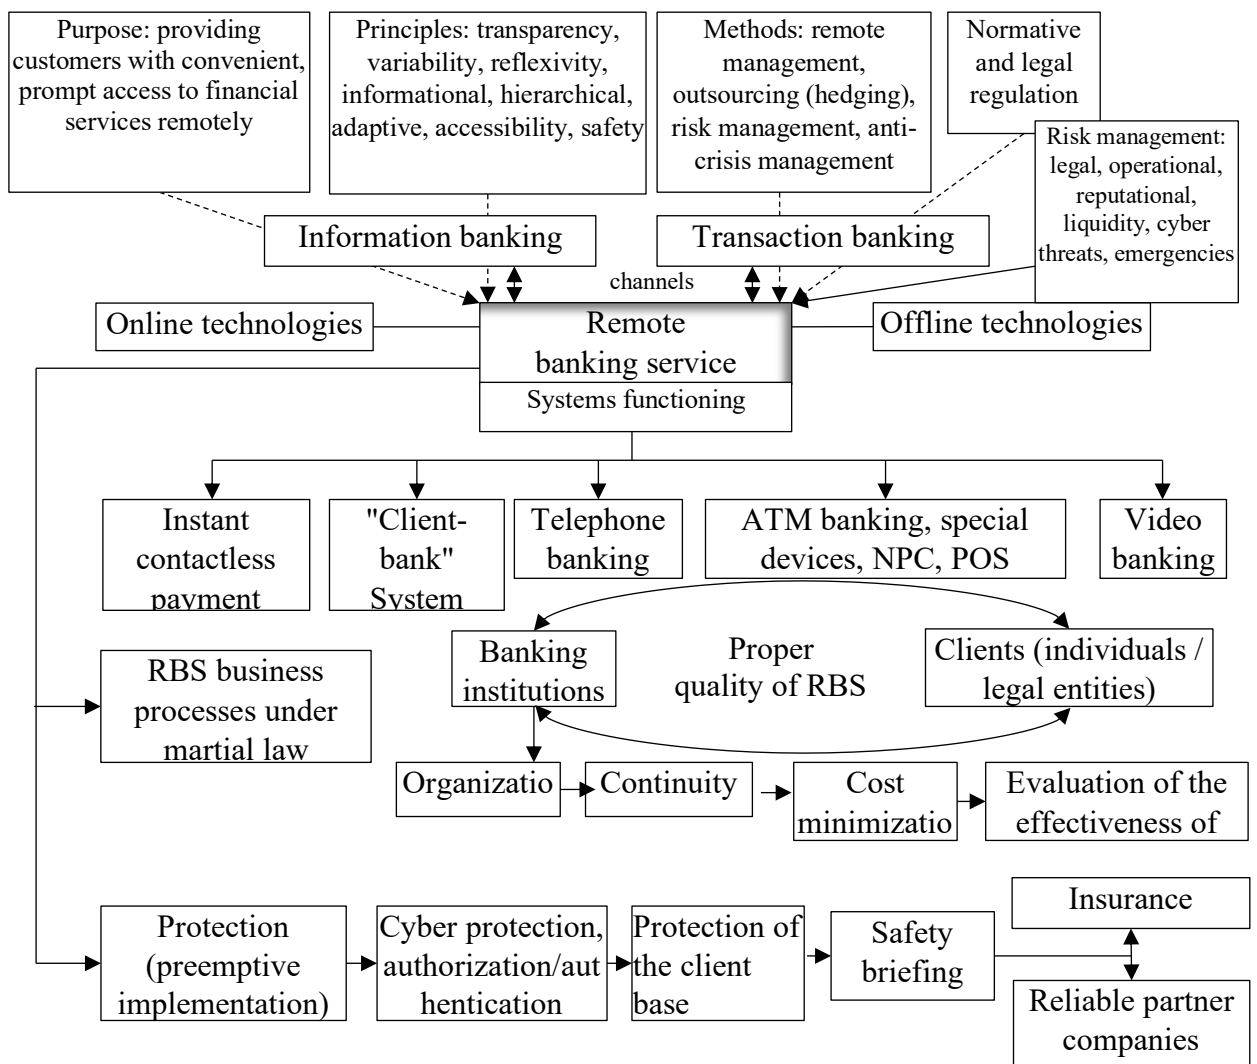 Purpose: providing
customers with convenient,
prompt access to financial
services remotely
Principles: transparency,
variability, reflexivity,
informational, hierarchical,
adaptive, accessibility, safety
Methods: remote
management,
outsourcing (hedging),
risk management, anti-
crisis management
Normative
and legal
regulation
Risk management:
legal, operational,
reputational,
liquidity, cyber
threats, emergencies
Information banking
Transaction banking
channels
Online technologies
Remote
banking service
Offline technologies
Systems functioning
Instant
contactless
payment
"Client-
bank"
System
Telephone
banking
ATM banking, special
devices, NPC, POS
Video
banking
RBS business
processes under
martial law
Banking
institutions
Proper
quality of RBS
Clients (individuals /
legal entities)
Organizatio
Continuity
Cost
minimizatio
Evaluation of the
effectiveness of
Protection
(preemptive
implementation)
Cyber protection,
authorization/aut
hentication
Protection of
the client
base
Safety
briefing
Insurance
Reliable partner
companies